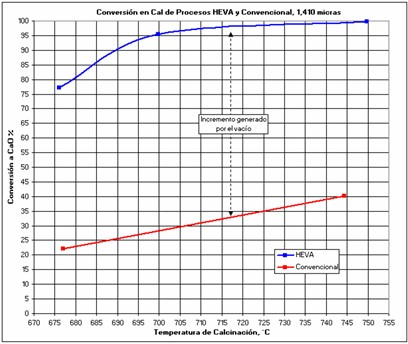 Conversión en Cal de Procesos HEVA y Convencional, 1,410 micras
Conversión a CaO %
100
95
90
85
80
75
70
65
60
55
50
45
40
35
30
25
20
15
10
5
0
Incremento generado
por el vacío
HEVA
Convencional
670 675 680 685 690 695 700 705 710 715 720 725 730 735 740 745 750 755
Temperatura de Calcinación, °C